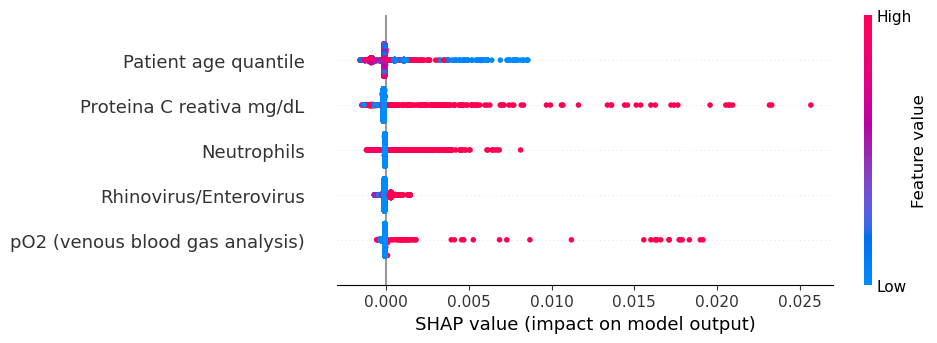 High
Patient age quantile
Proteina C reativa mg/dL
Neutrophils
Rhinovirus/Enterovirus
pO2 (venous blood gas analysis)
Feature value
Low
0.000 0.005 0.010 0.015 0.020 0.025
SHAP value (impact on model output)